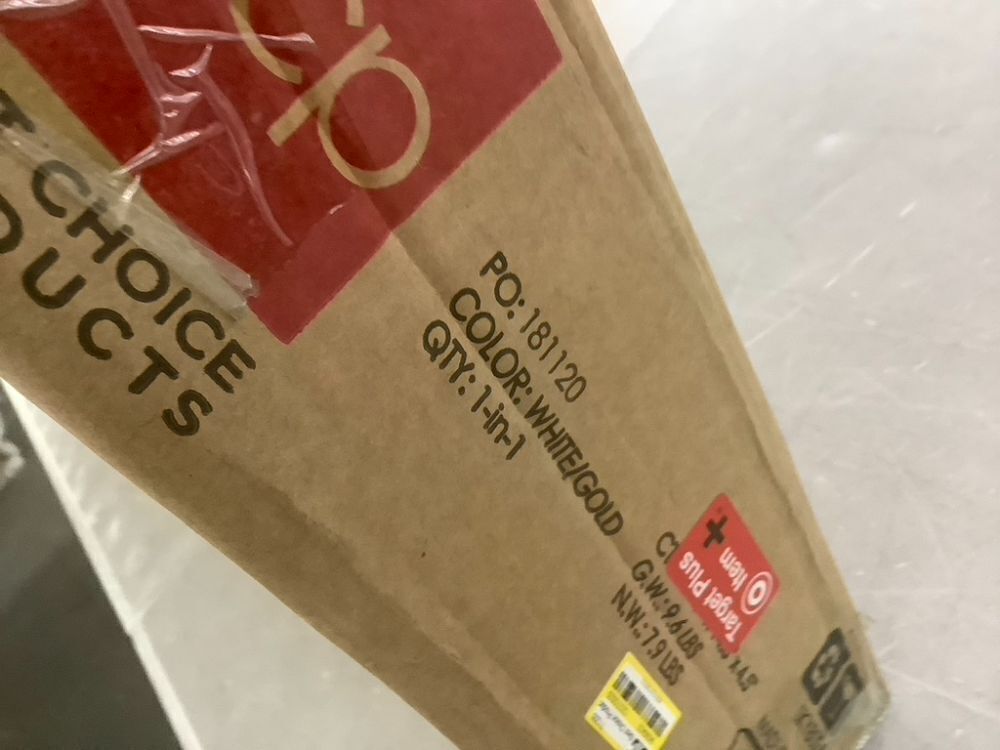 cp
CHOICE
DUCTS
PO: 181120
COLOR: WHITE/GOLD
QTY: 1-in-1
G.W.: 9.6 LBS
N.W.: 7.9 LBS
Target Plus
Item +